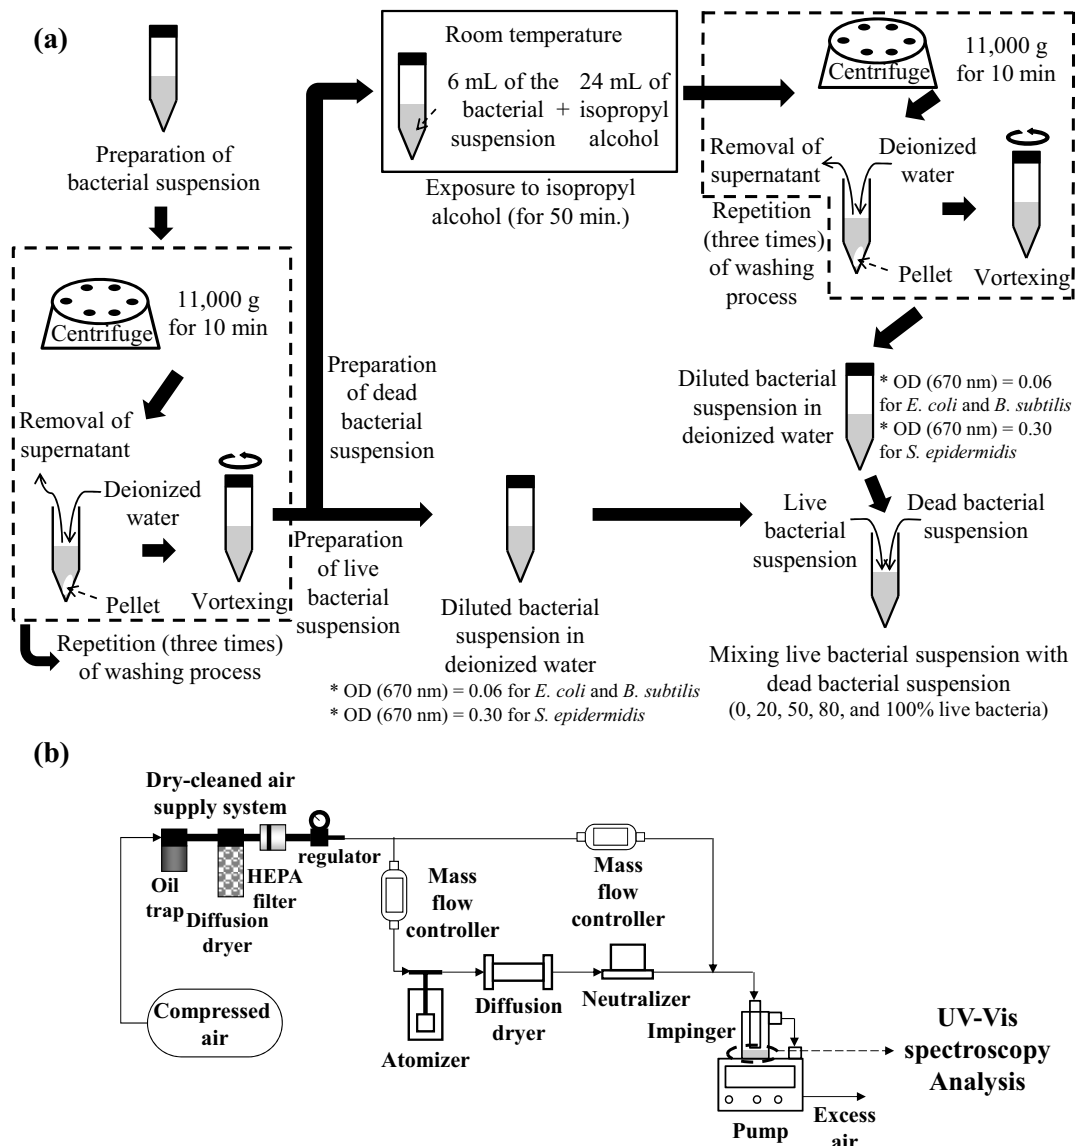 (a)
Preparation of
bacterial suspension
Centrifuge
11,000 g
for 10 min
Removal of
supernatant
Deionized
water
Pellet
Vortexing
Repetition (three times)
of washing process
Room temperature
6 mL of the
bacterial
suspension
+
24 mL of
isopropyl
alcohol
Exposure to isopropyl
alcohol (for 50 min.)
Preparation
of dead
bacterial
suspension
Preparation
of live
bacterial
suspension
Centrifuge
11,000 g
for 10 min
Removal of
supernatant
Deionized
water
Repetition
(three times)
of washing
process
Pellet
Vortexing
Diluted bacterial
suspension in
deionized water
* OD (670 nm) = 0.06
for E. coli and B. subtilis
* OD (670 nm) = 0.30
for S. epidermidis
Diluted bacterial
suspension in
deionized water
* OD (670 nm) = 0.06 for E. coli and B. subtilis
* OD (670 nm) = 0.30 for S. epidermidis
Live
bacterial
suspension
Dead bacterial
suspension
Mixing live bacterial suspension with
dead bacterial suspension
(0, 20, 50, 80, and 100% live bacteria)
(b)
Dry-cleaned air
supply system
Oil
trap
Diffusion
dryer
HEPA
filter
regulator
Mass
flow
controller
Mass
flow
controller
Compressed
air
Atomizer
Diffusion
dryer
Neutralizer
Impinger
Pump
Excess
air
UV-Vis
spectroscopy
Analysis